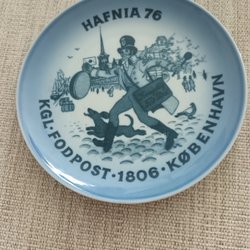 HAFNIA 76
KGL·FODPOST·1806·KØBENHAVN